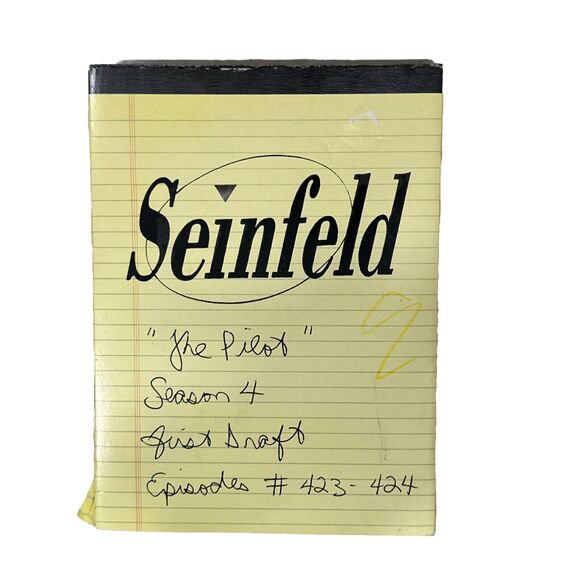 Seinfeld
"The Pilot"
Season 4
First Draft
Episodes # 423-424